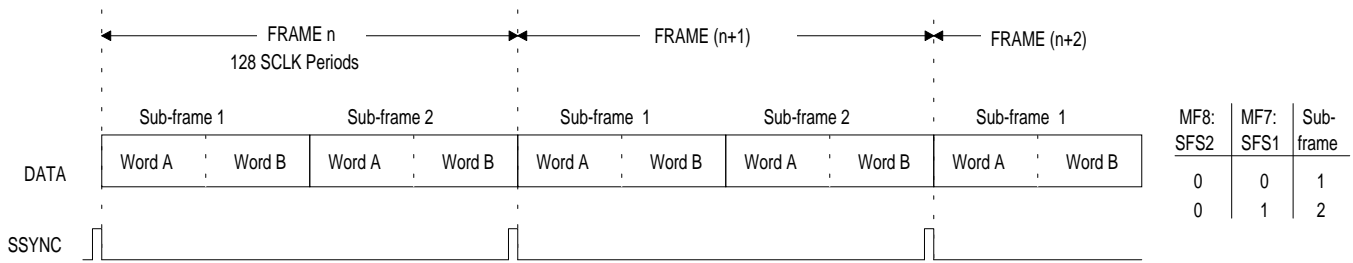 FRAME n FRAME (n+1) FRAME (n+2)
128 SCLK Periods
Sub-frame 1 Sub-frame 2 Sub-frame 1 Sub-frame 2 Sub-frame 1
DATA Word A Word B Word A Word B Word A Word B Word A Word B Word A Word B
SSYNC
MF8: MF7: Sub-
SFS2 SFS1 frame
0 0 1
0 1 2